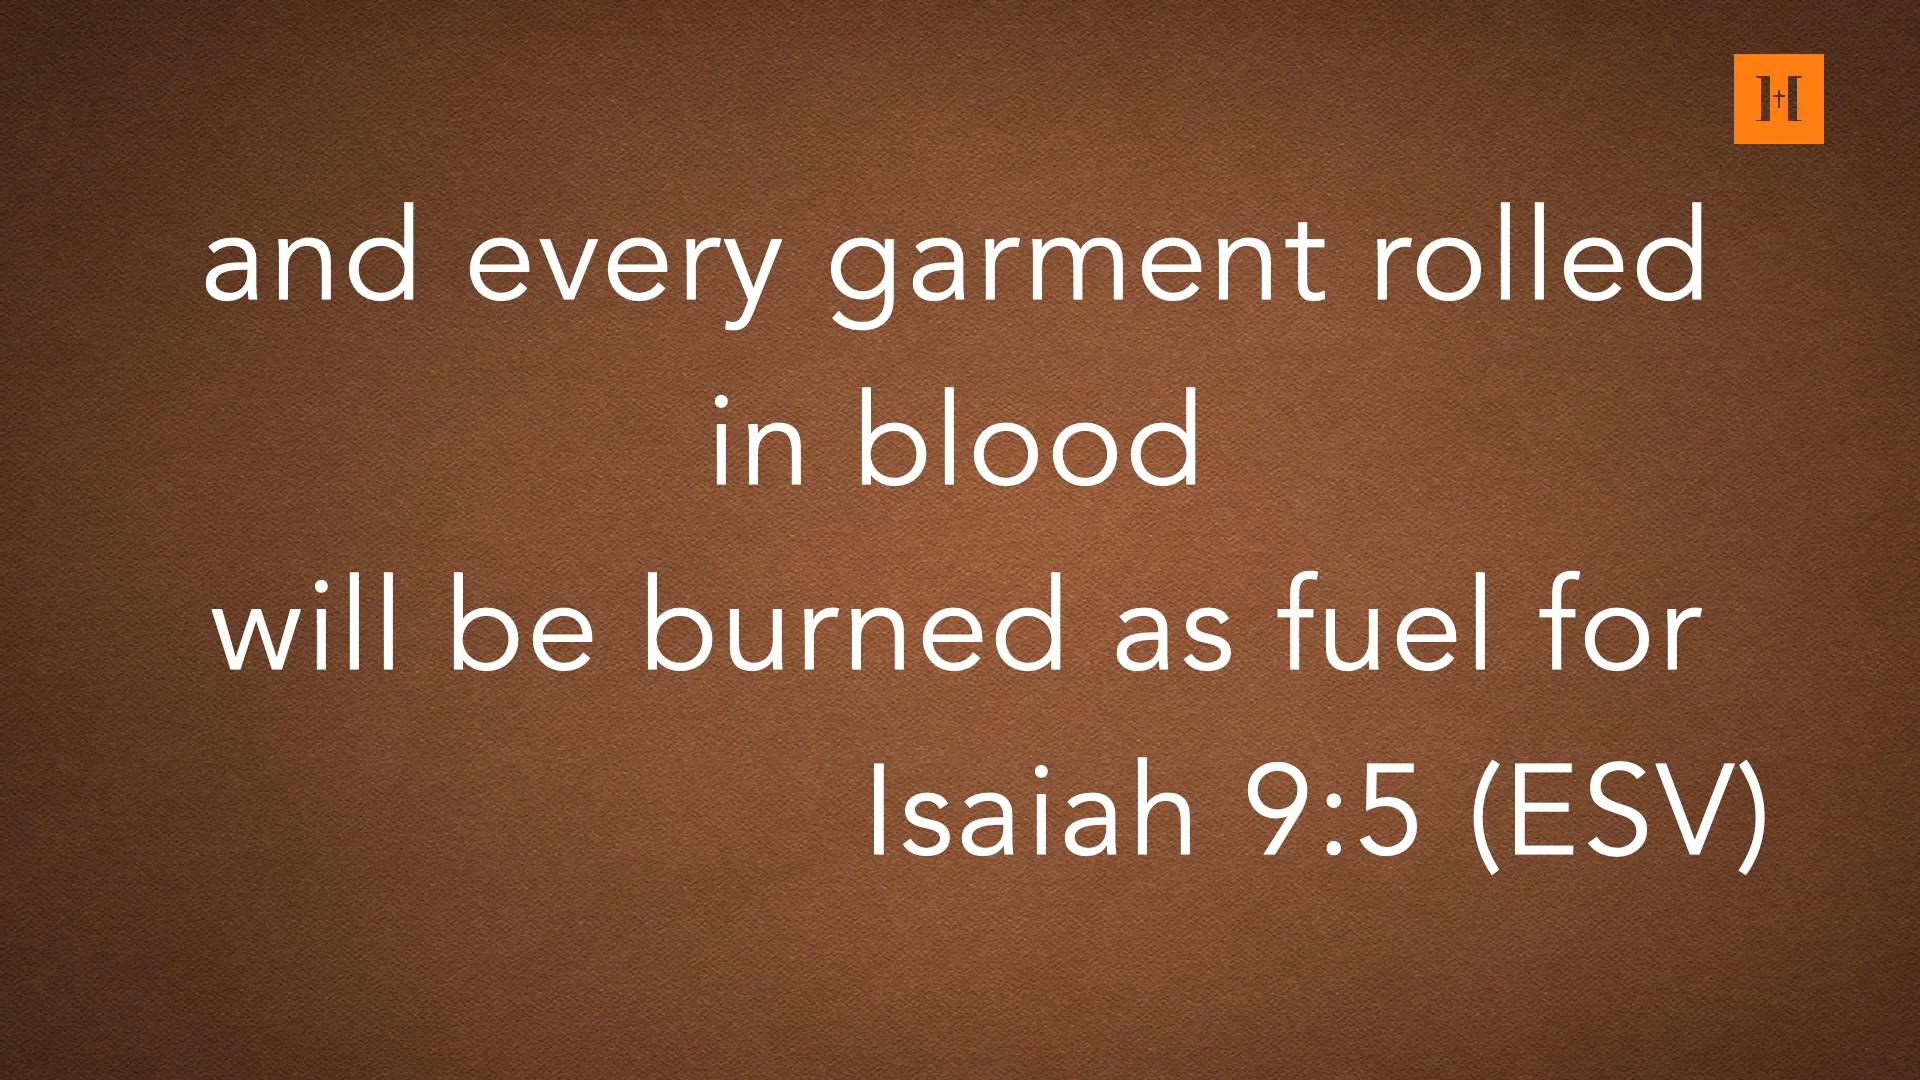 H
and every garment rolled
in blood
will be burned as fuel for
Isaiah 9:5 (ESV)